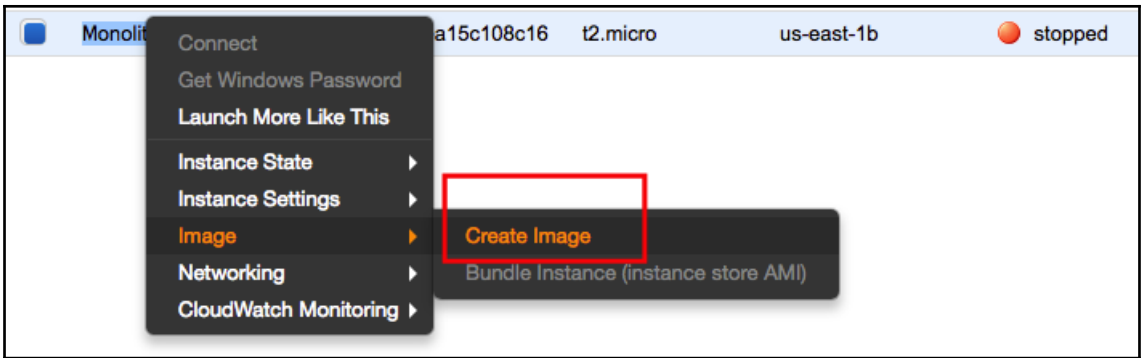 Monolit a15c108c16 t2.micro us-east-1b stopped
Connect
Get Windows Password
Launch More Like This
Instance State
Instance Settings
Image Create Image
Networking Bundle Instance (instance store AMI)
CloudWatch Monitoring